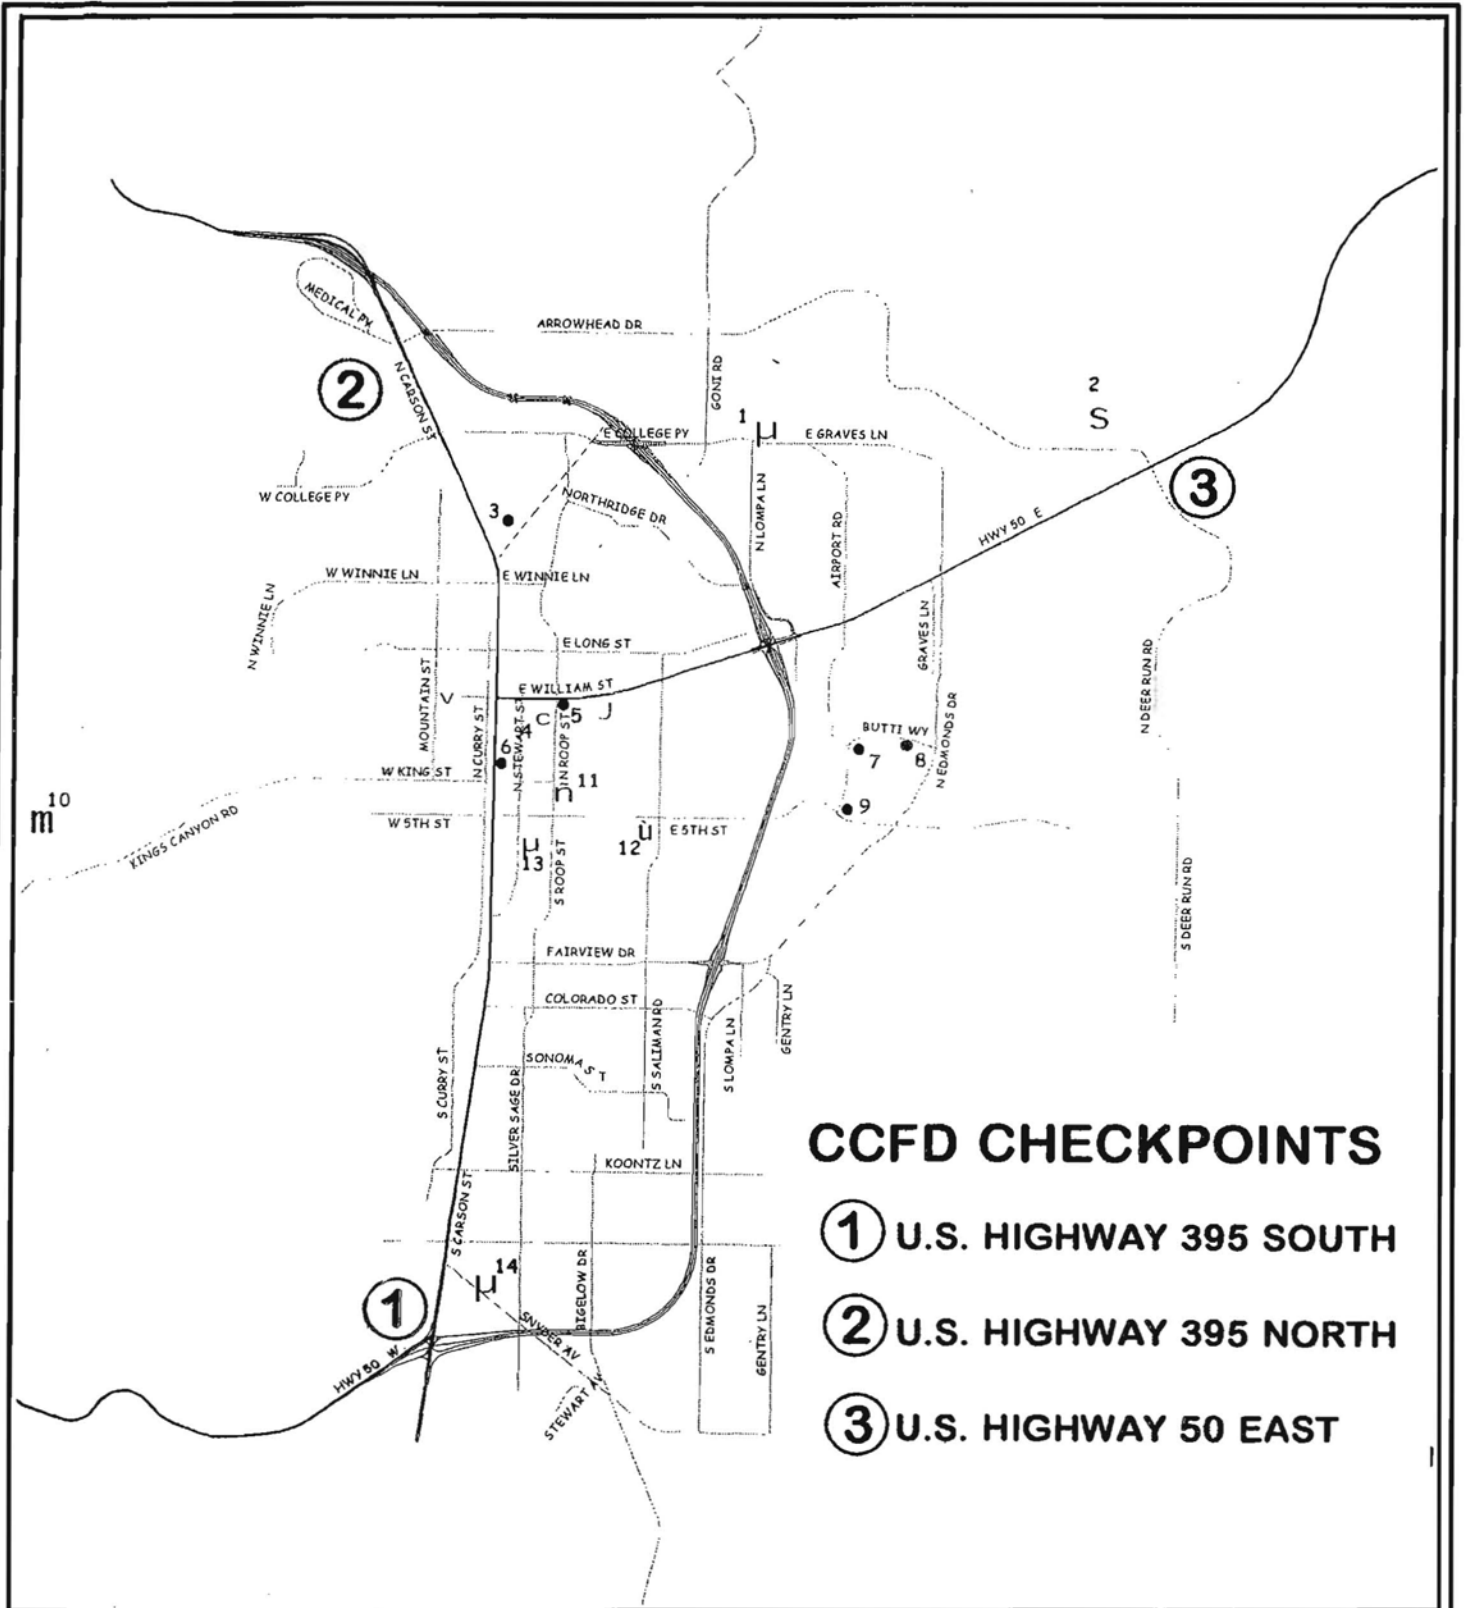 MEDICAL PY
ARROWHEAD DR
2
N CARSON ST
GONI RD
2
S
1
µ
E COLLEGE PY
E GRAVES LN
W COLLEGE PY
3
3
NORTHRIDGE DR
N LOMPA LN
AIRPORT RD
HWY 50 E
W WINNIE LN
E WINNIE LN
N WINNIE LN
GRAVES LN
E LONG ST
MOUNTAIN ST
N DEER RUN RD
V
E WILLIAM ST
C
5
J
N CURRY ST
N STEWART ST
4
N ROOP ST
N EDMONDS DR
BUTTI WY
6
7
8
W KING ST
11
n
10
m
9
KINGS CANYON RD
W 5TH ST
ù
12
E 5TH ST
µ
13
S ROOP ST
S DEER RUN RD
FAIRVIEW DR
COLORADO ST
GENTRY LN
S SALIMAN RD
S LOMPA LN
S CURRY ST
SONOMA ST
SILVER SAGE DR
CCFD CHECKPOINTS
KOONTZ LN
S CARSON ST
1 U.S. HIGHWAY 395 SOUTH
14
µ
1
BIGELOW DR
S EDMONDS DR
GENTRY LN
SNYDER AV
2 U.S. HIGHWAY 395 NORTH
HWY 50 W
STEWART AV
3 U.S. HIGHWAY 50 EAST